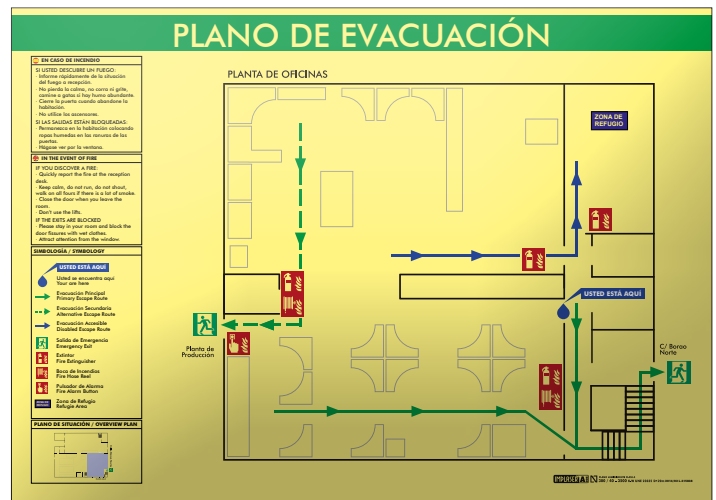 PLANO DE EVACUACIÓN
EN CASO DE INCENDIO
SI USTED DESCUBRE UN FUEGO:
· Informe rápidamente de la situación
del fuego a recepción.
· No pierda la calma, no corra ni grite,
camine a gatas si hay humo abundante.
· Cierre la puerta cuando abandone la
habitación.
· No utilice los ascensores.
SI LAS SALIDAS ESTÁN BLOQUEADAS:
· Permanezca en la habitación colocando
ropas humedas en las ranuras de las
puertas.
· Hágase ver por la ventana.
IN THE EVENT OF FIRE
IF YOU DISCOVER A FIRE:
· Quickly report the fire at the reception
desk.
· Keep calm, do not run, do not shout,
walk on all fours if there is a lot of smoke.
· Close the door when you leave the
room.
· Don't use the lifts.
IF THE EXITS ARE BLOCKED
· Please stay in your room and block the
door fissures with wet clothes.
· Attract attention from the window.
SIMBOLOGÍA / SYMBOLOGY
USTED ESTÁ AQUÍ
Usted se encuentra aquí
Your are here
Evacuación Principal
Primary Escape Route
Evacuación Secundaria
Alternative Escape Route
Evacuación Accesible
Disabled Escape Route
Salida de Emergencia
Emergency Exit
Extintor
Fire Extinguisher
Boca de Incendios
Fire Hose Reel
Pulsador de Alarma
Fire Alarm Button
Zona de Refugio
Refugie Area
PLANO DE SITUACIÓN / OVERVIEW PLAN
PLANTA DE OFICINAS
ZONA DE
REFUGIO
USTED ESTÁ AQUÍ
Planta de
Producción
C/ Borao
Norte
IMPLASER